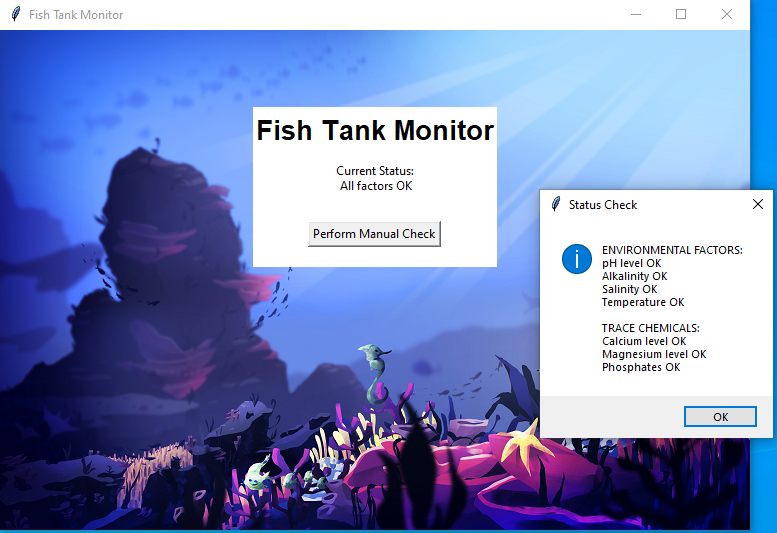 Fish Tank Monitor
Fish Tank Monitor
Current Status:
All factors OK
Perform Manual Check
Status Check
ENVIRONMENTAL FACTORS:
pH level OK
Alkalinity OK
Salinity OK
Temperature OK
TRACE CHEMICALS:
Calcium level OK
Magnesium level OK
Phosphates OK
OK